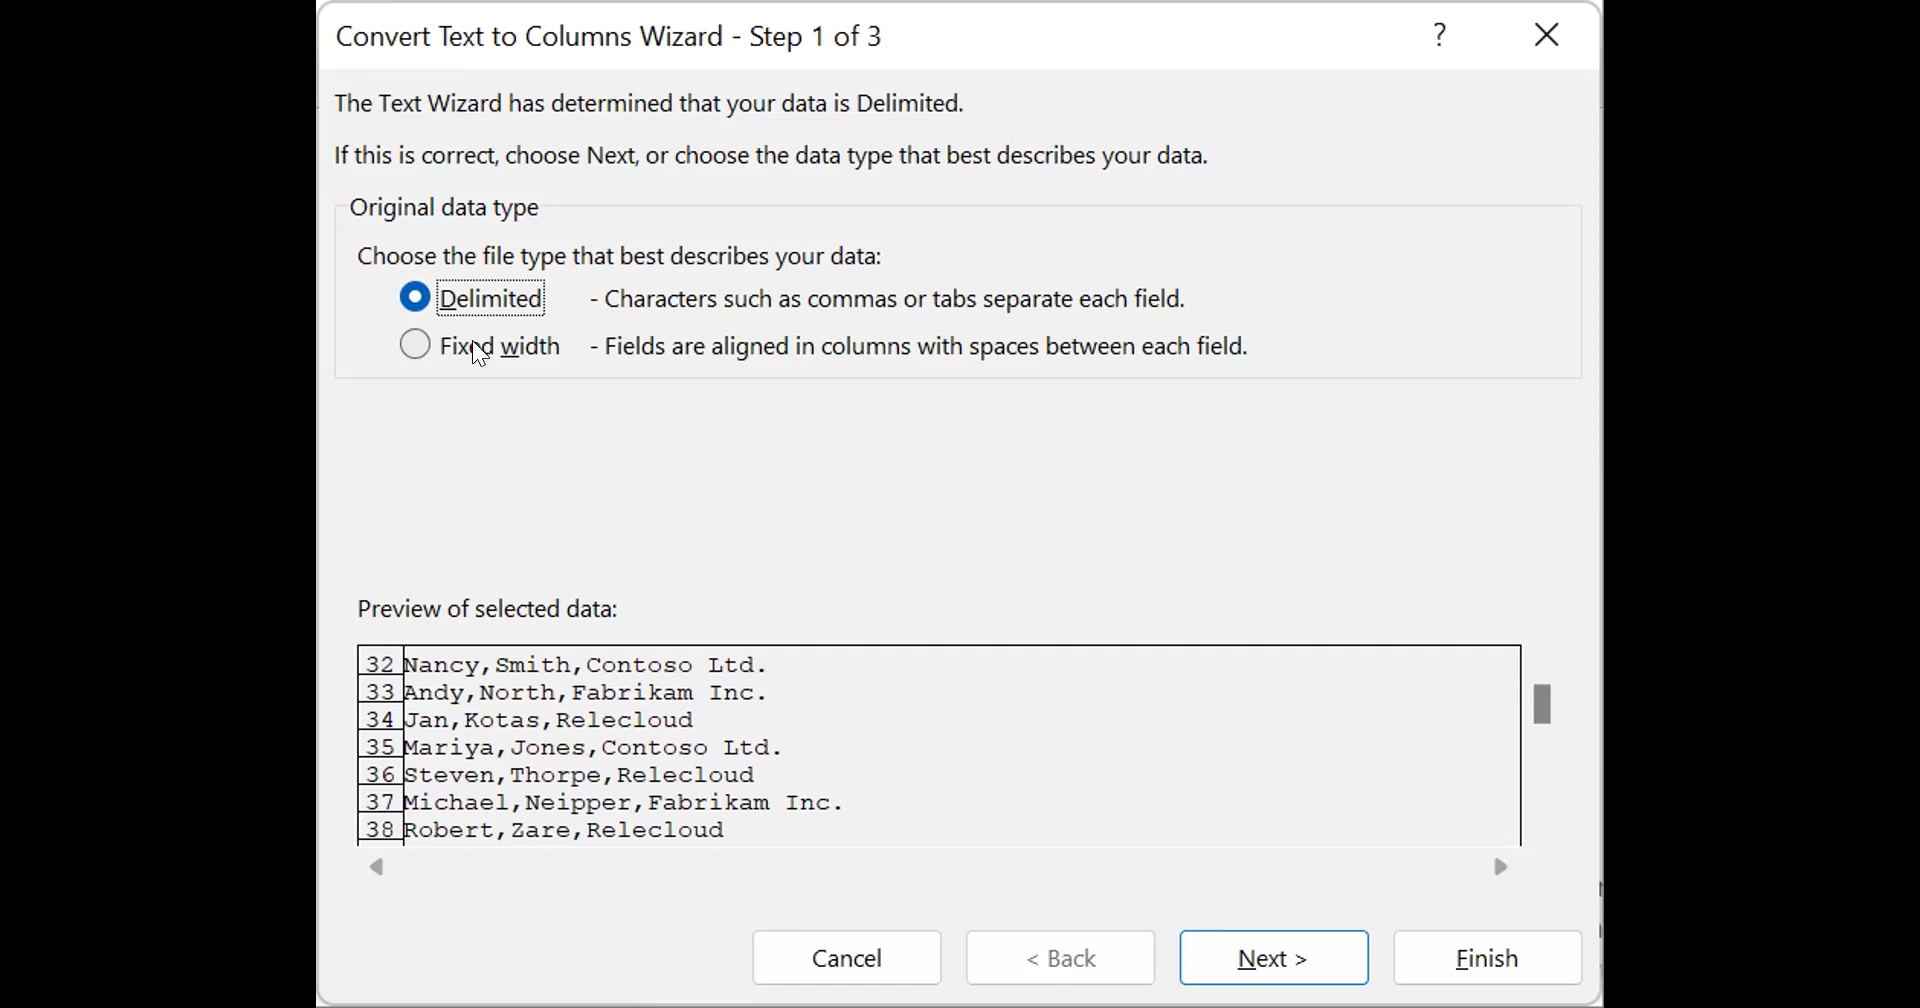 Convert Text to Columns Wizard - Step 1 of 3
?
The Text Wizard has determined that your data is Delimited.
If this is correct, choose Next, or choose the data type that best describes your data.
Original data type
Choose the file type that best describes your data:
Delimited - Characters such as commas or tabs separate each field.
Fixed width - Fields are aligned in columns with spaces between each field.
Preview of selected data:
32 Nancy,Smith,Contoso Ltd.
33 Andy,North,Fabrikam Inc.
34 Jan,Kotas,Relecloud
35 Mariya,Jones,Contoso Ltd.
36 Steven,Thorpe,Relecloud
37 Michael,Neipper,Fabrikam Inc.
38 Robert,Zare,Relecloud
Cancel < Back Next > Finish